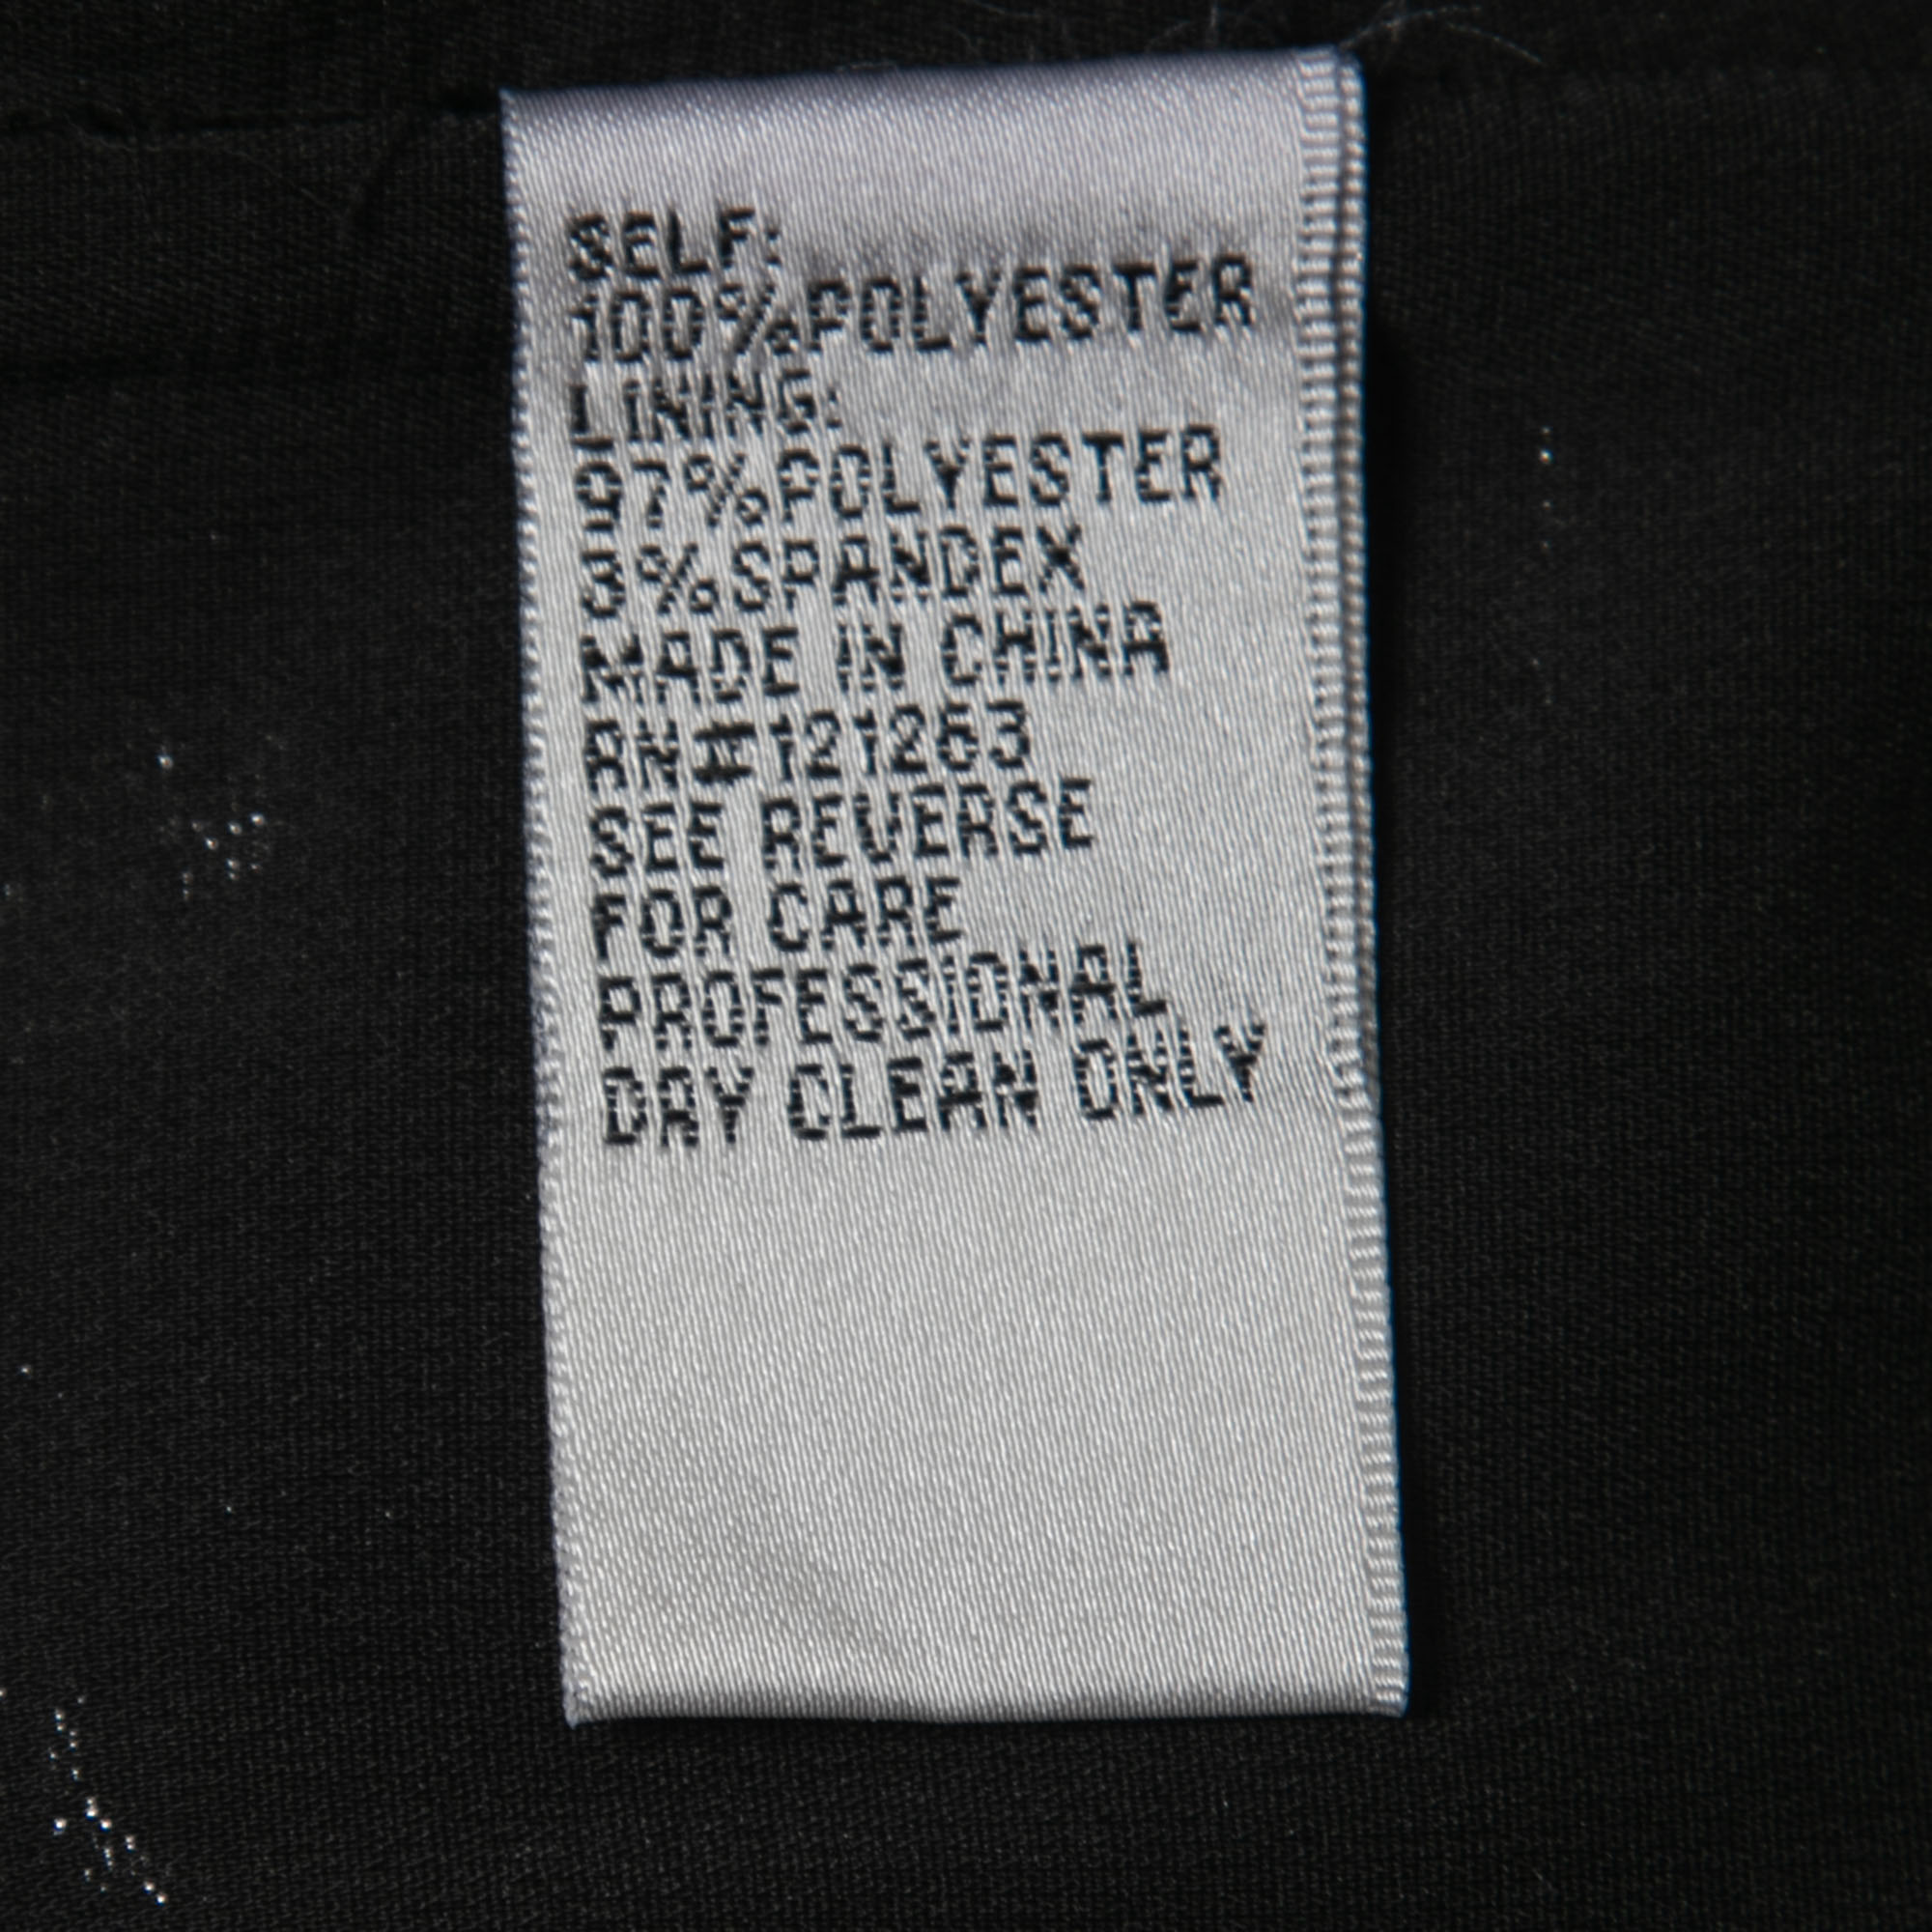 SELF:
100%POLYESTER
LINING:
97%POLYESTER
3%SPANDEX
MADE IN CHINA
RN#121263
SEE REVERSE
FOR CARE
PROFESSIONAL
DRY CLEAN ONLY